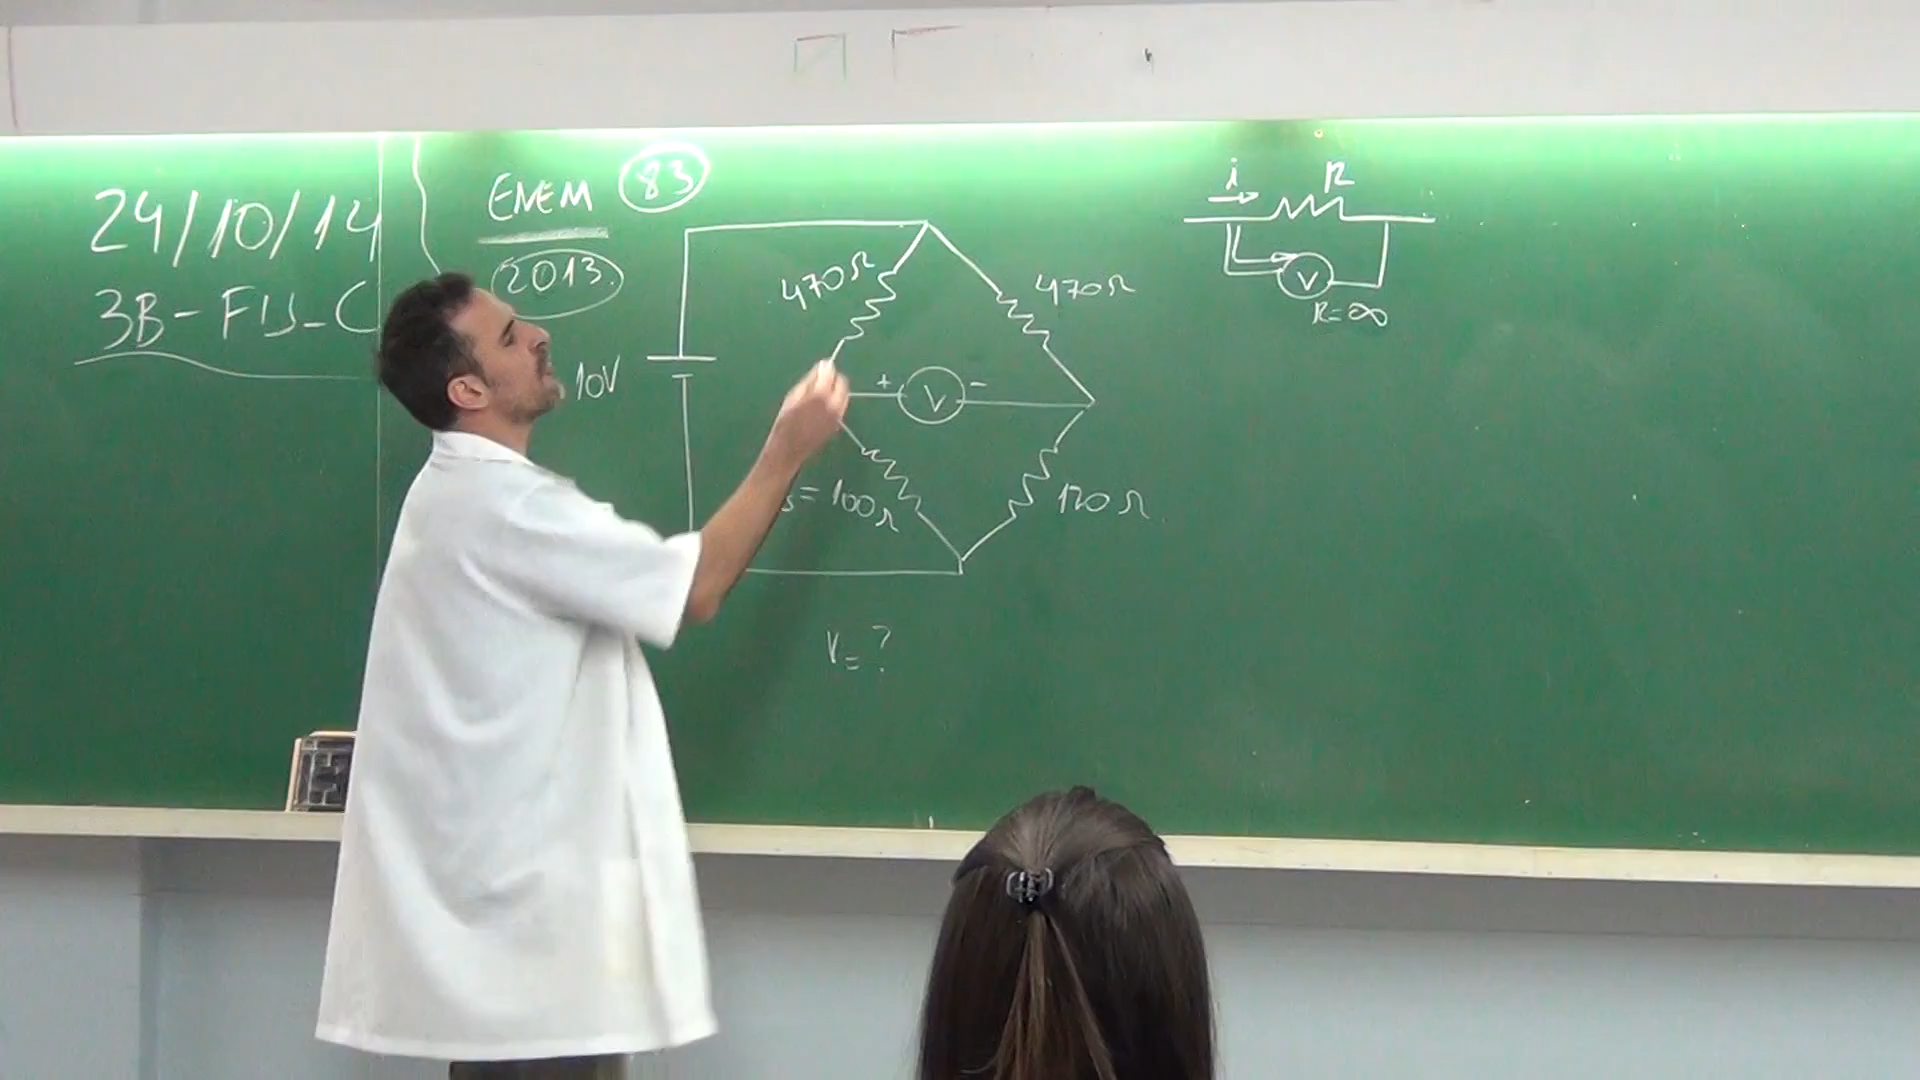 24/10/14
3B-FIS-C
ENEM 83
2013.
10V
470Ω
470Ω
+ V -
= 100Ω
120Ω
V = ?
i
R
V
R=∞